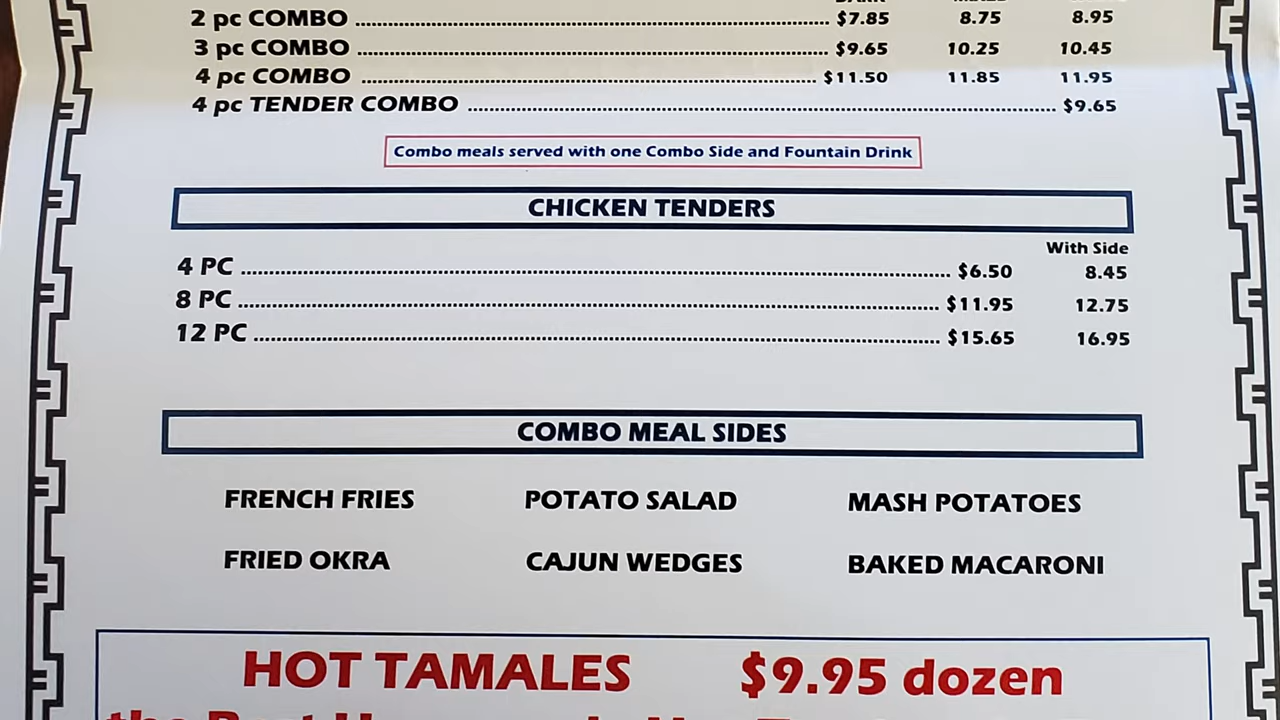 2 pc COMBO ........ $7.85 8.75 8.95
3 pc COMBO ........ $9.65 10.25 10.45
4 pc COMBO ........ $11.50 11.85 11.95
4 pc TENDER COMBO ........ $9.65
Combo meals served with one Combo Side and Fountain Drink
CHICKEN TENDERS
With Side
4 PC ........ $6.50 8.45
8 PC ........ $11.95 12.75
12 PC ........ $15.65 16.95
COMBO MEAL SIDES
FRENCH FRIES POTATO SALAD MASH POTATOES
FRIED OKRA CAJUN WEDGES BAKED MACARONI
HOT TAMALES $9.95 dozen
the Best